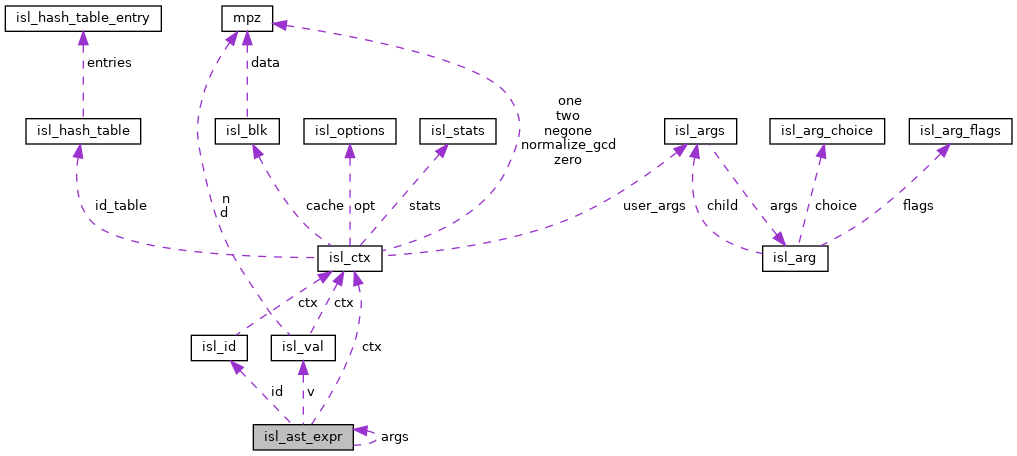 isl_hash_table_entry
mpz
entries
data
one
two
negone
normalize_gcd
zero
isl_hash_table
isl_blk
isl_options
isl_stats
isl_args
isl_arg_choice
isl_arg_flags
n
d
id_table
cache
opt
stats
user_args
child
args
choice
flags
isl_ctx
isl_arg
ctx
ctx
isl_id
isl_val
ctx
id
v
isl_ast_expr
args